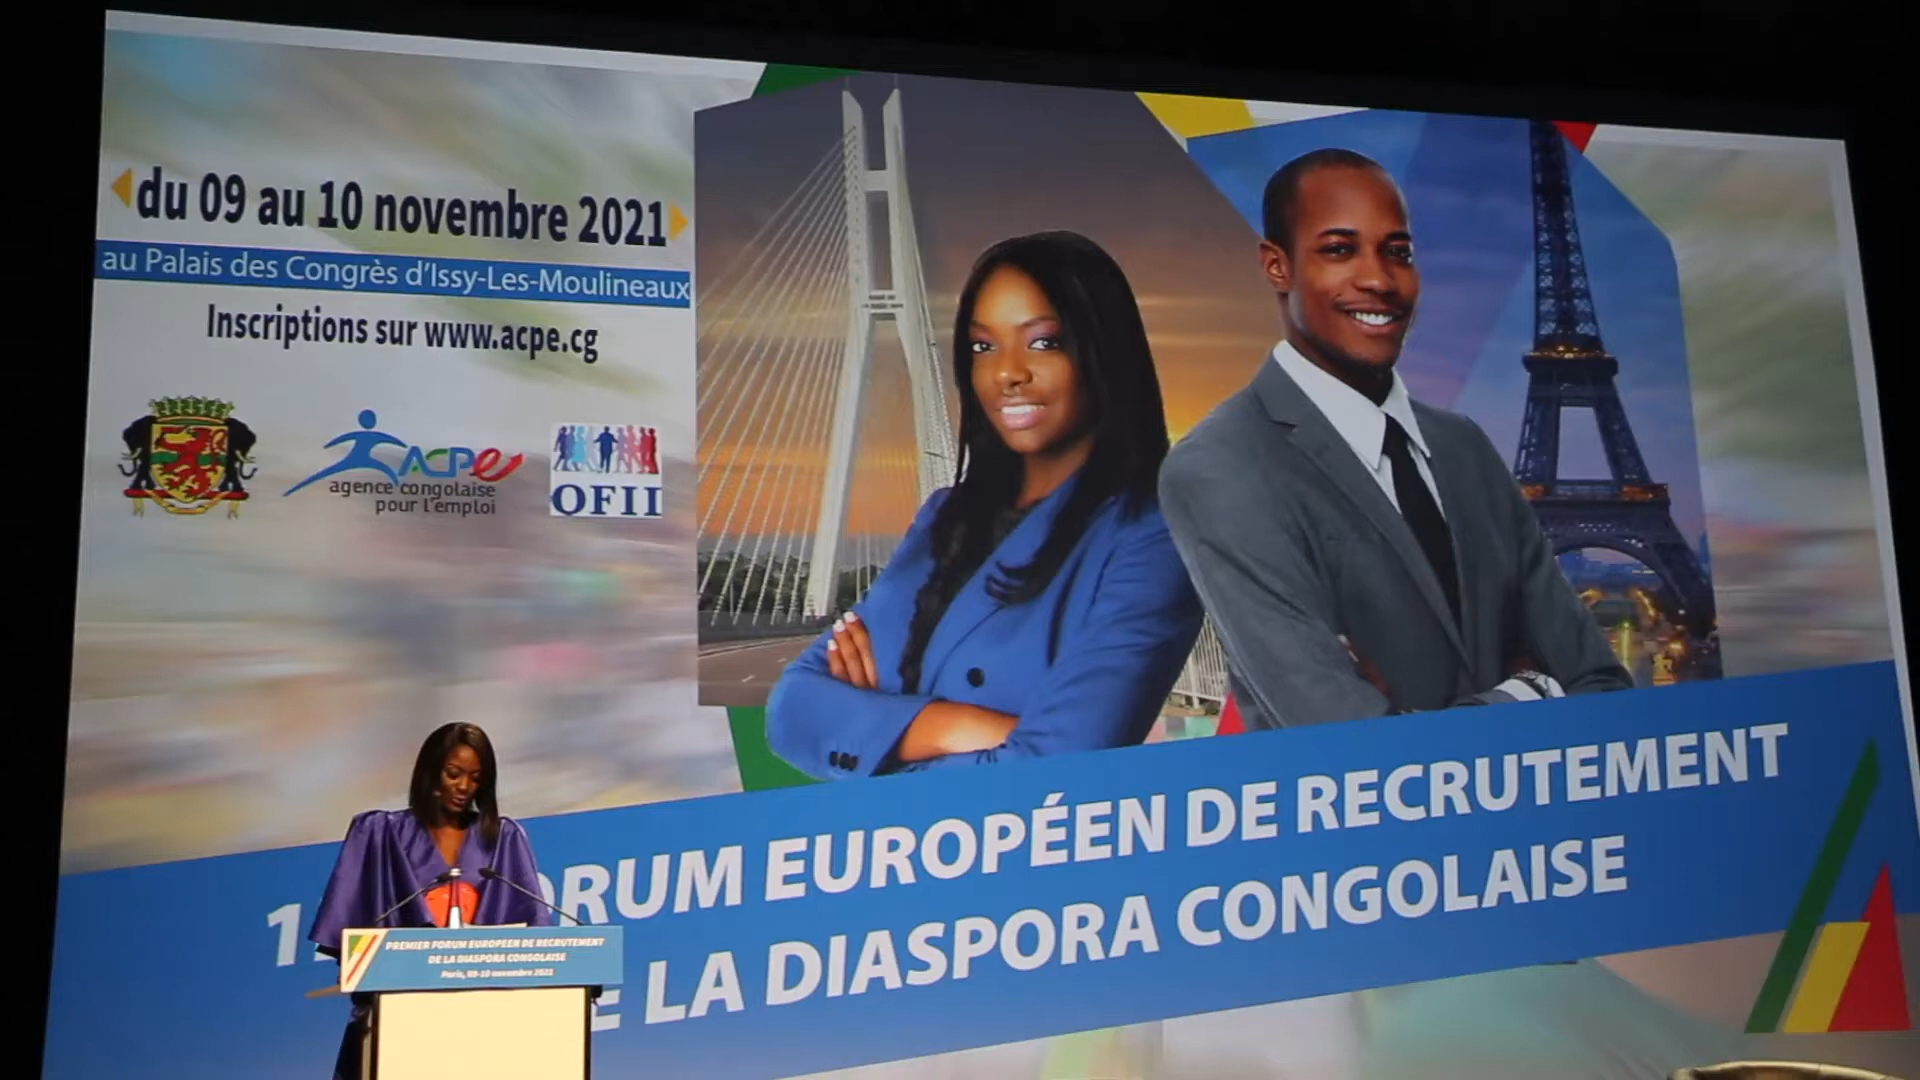 du 09 au 10 novembre 2021
au Palais des Congrès d'Issy-Les-Moulineaux
Inscriptions sur www.acpe.cg
ACPE
agence congolaise
pour l'emploi
OFII
RUM EUROPÉEN DE RECRUTEMENT
LA DIASPORA CONGOLAISE
PREMIER FORUM EUROPEEN DE RECRUTEMENT
DE LA DIASPORA CONGOLAISE
Paris, 09-10 novembre 2021